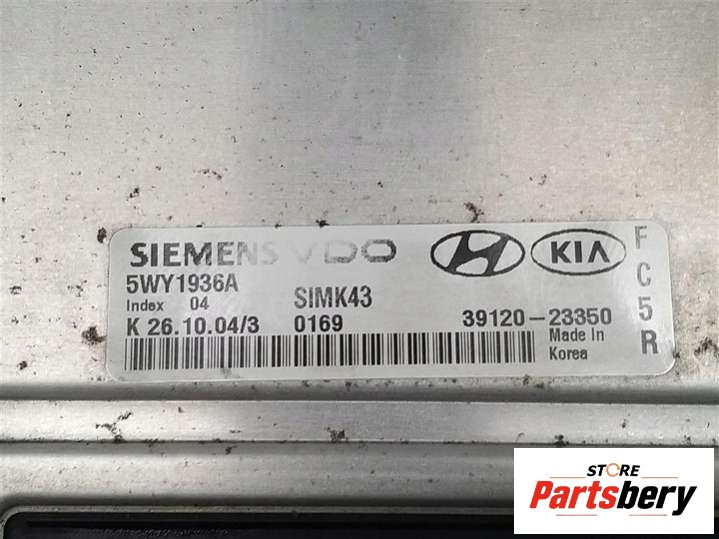 SIEMENS VDO KIA
5WY1936A
Index 04 SIMK43
K 26.10.04/3 0169 39120-23350
Made In
Korea
FC5R
STORE
Partsbery